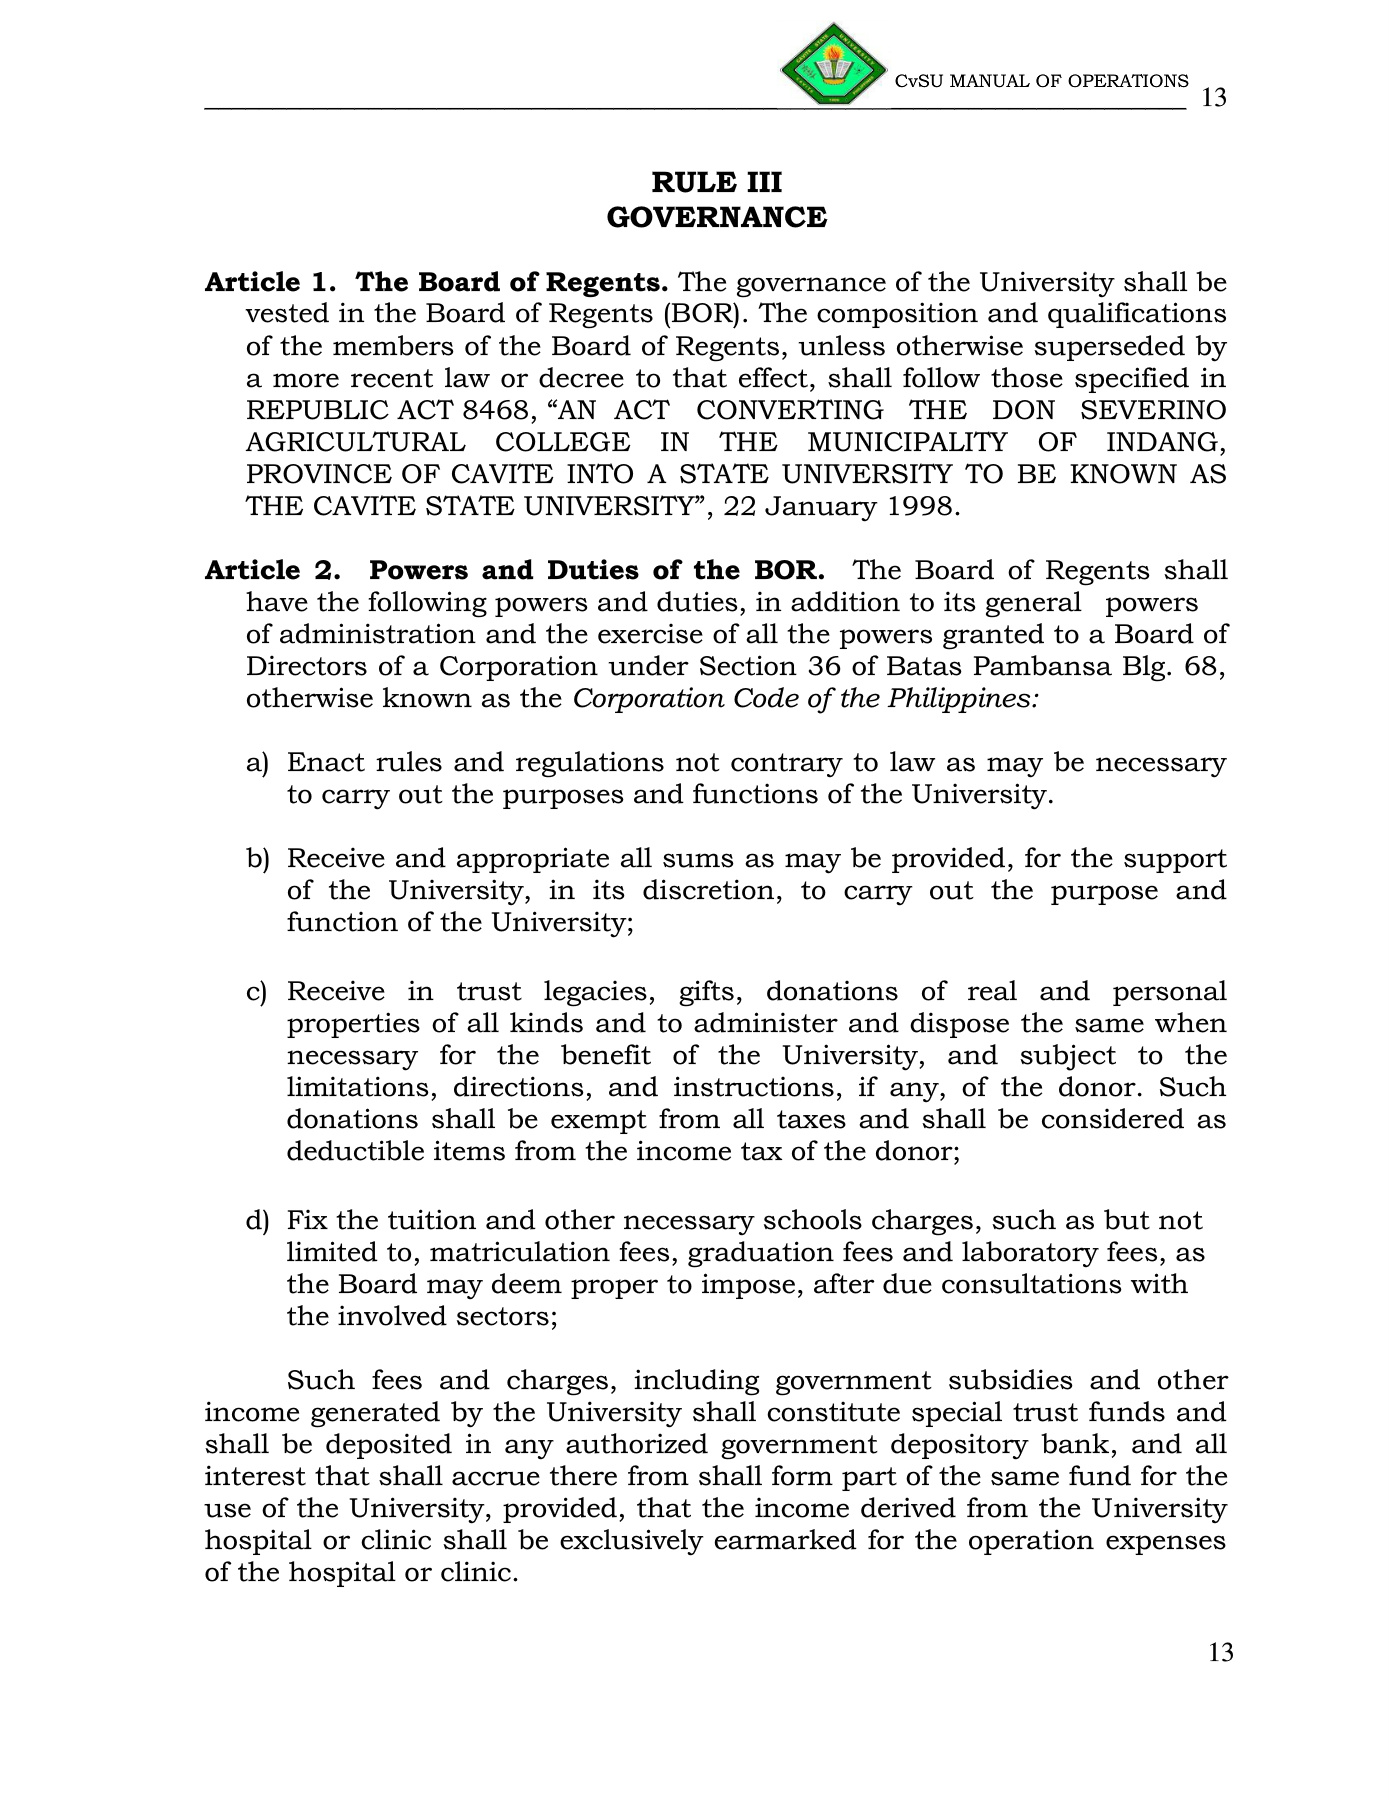 CvSU MANUAL OF OPERATIONS 13
RULE III
GOVERNANCE
Article 1. The Board of Regents. The governance of the University shall be
vested in the Board of Regents (BOR). The composition and qualifications
of the members of the Board of Regents, unless otherwise superseded by
a more recent law or decree to that effect, shall follow those specified in
REPUBLIC ACT 8468, “AN ACT CONVERTING THE DON SEVERINO
AGRICULTURAL COLLEGE IN THE MUNICIPALITY OF INDANG,
PROVINCE OF CAVITE INTO A STATE UNIVERSITY TO BE KNOWN AS
THE CAVITE STATE UNIVERSITY”, 22 January 1998.
Article 2. Powers and Duties of the BOR. The Board of Regents shall
have the following powers and duties, in addition to its general powers
of administration and the exercise of all the powers granted to a Board of
Directors of a Corporation under Section 36 of Batas Pambansa Blg. 68,
otherwise known as the Corporation Code of the Philippines:
a) Enact rules and regulations not contrary to law as may be necessary
to carry out the purposes and functions of the University.
b) Receive and appropriate all sums as may be provided, for the support
of the University, in its discretion, to carry out the purpose and
function of the University;
c) Receive in trust legacies, gifts, donations of real and personal
properties of all kinds and to administer and dispose the same when
necessary for the benefit of the University, and subject to the
limitations, directions, and instructions, if any, of the donor. Such
donations shall be exempt from all taxes and shall be considered as
deductible items from the income tax of the donor;
d) Fix the tuition and other necessary schools charges, such as but not
limited to, matriculation fees, graduation fees and laboratory fees, as
the Board may deem proper to impose, after due consultations with
the involved sectors;
Such fees and charges, including government subsidies and other
income generated by the University shall constitute special trust funds and
shall be deposited in any authorized government depository bank, and all
interest that shall accrue there from shall form part of the same fund for the
use of the University, provided, that the income derived from the University
hospital or clinic shall be exclusively earmarked for the operation expenses
of the hospital or clinic.
13